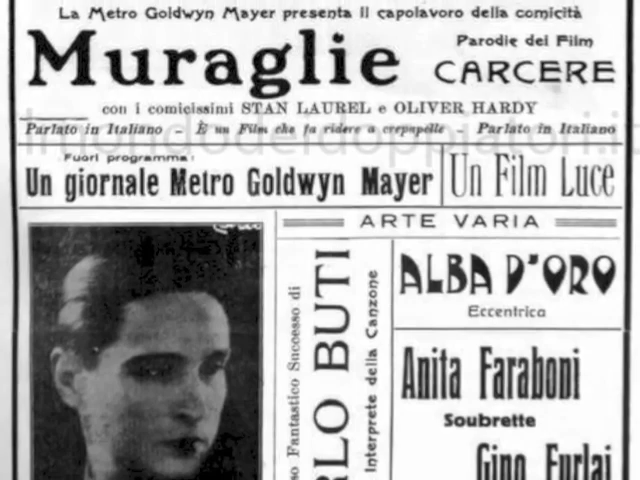 La Metro Goldwyn Mayer presenta il capolavoro della comicità
Muraglie
Parodie del Film
CARCERE
con i comicissimi STAN LAUREL e OLIVER HARDY
Parlato in Italiano - È un Film che fa ridere a crepapelle - Parlato in Italiano
ilmondodeidoppiatori.it
Fuori programma:
Un giornale Metro Goldwyn Mayer
Un Film Luce
ARTE VARIA
so Fantastico Successo di
RLO BUTI
Interprete della Canzone
ALBA D'ORO
Eccentrica
Anita Faraboni
Soubrette
Gino Furlai